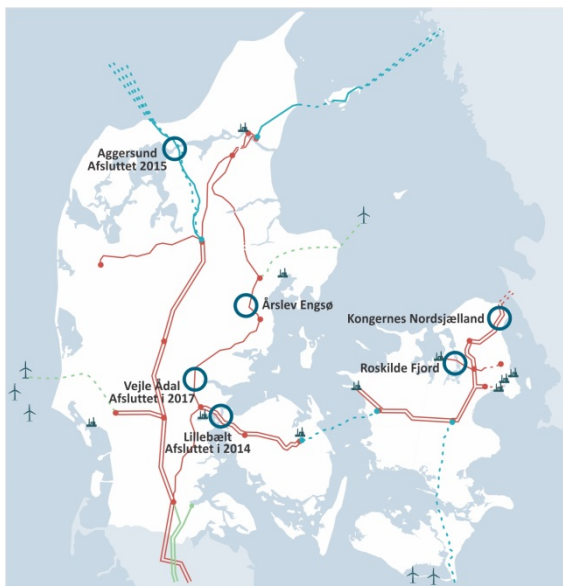 Aggersund
Afsluttet 2015
Årslev Engsø
Kongernes Nordsjælland
Roskilde Fjord
Vejle Ådal
Afsluttet i 2017
Lillebælt
Afsluttet i 2014